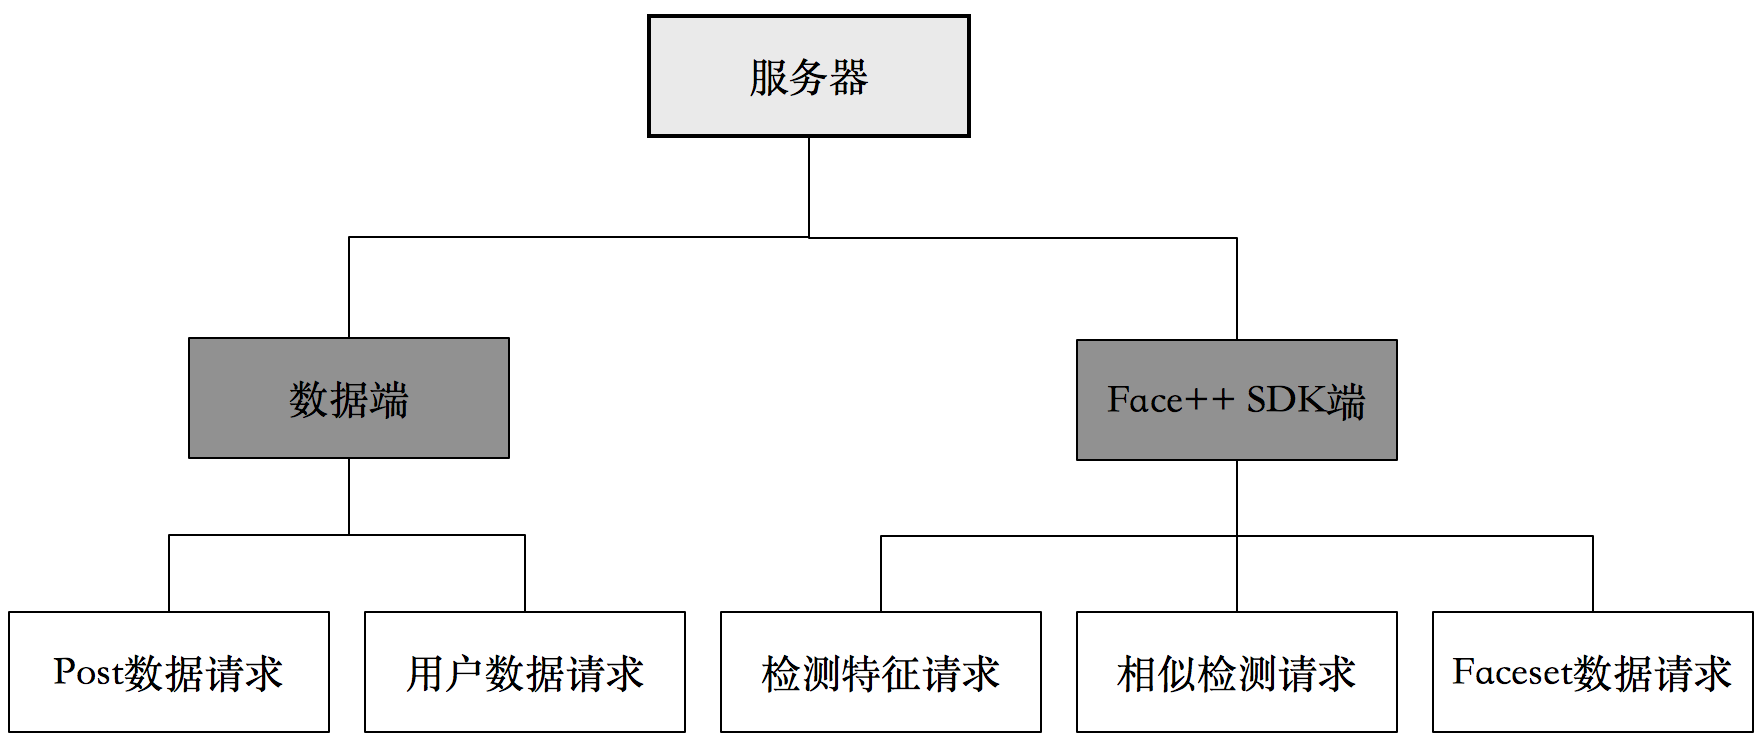 服务器
数据端
Face++ SDK端
Post数据请求
用户数据请求
检测特征请求
相似检测请求
Faceset数据请求